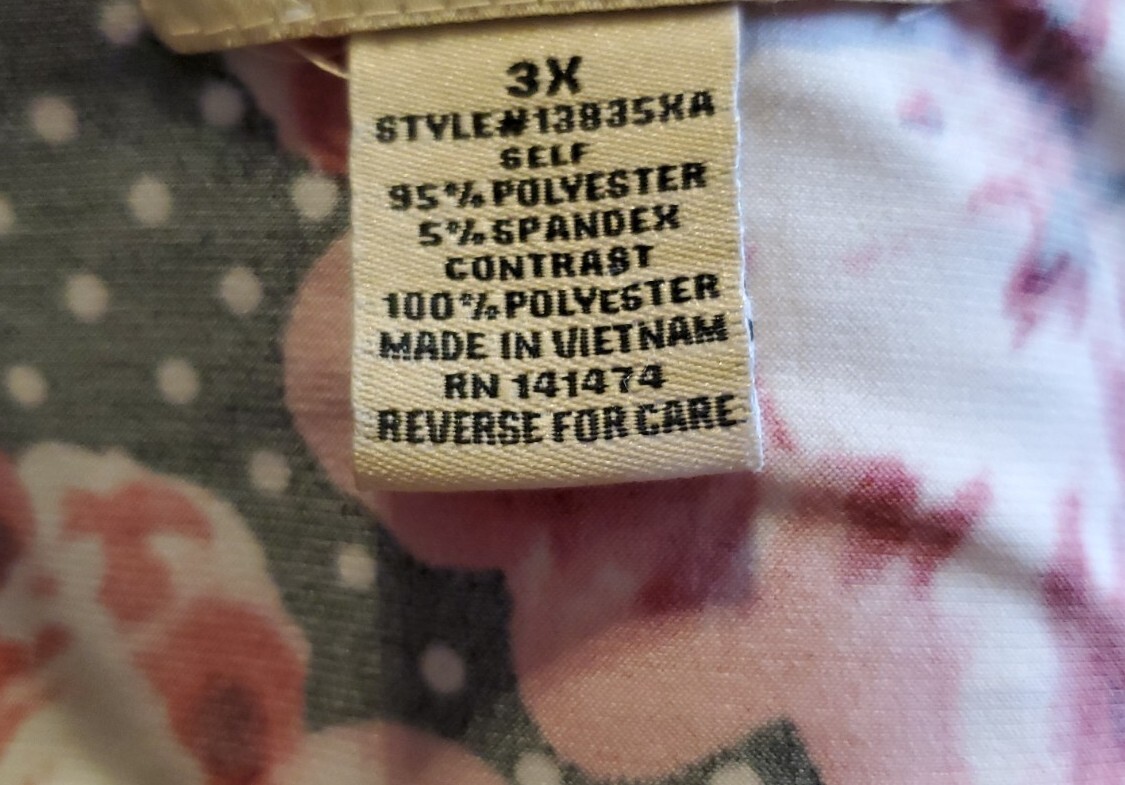 3X
STYLE#13835XA
SELF
95%POLYESTER
5%SPANDEX
CONTRAST
100%POLYESTER
MADE IN VIETNAM
RN 141474
REVERSE FOR CARE